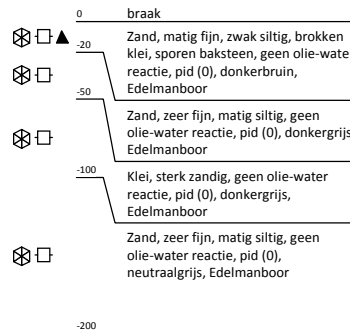 0
braak
Zand, matig fijn, zwak siltig, brokken
klei, sporen baksteen, geen olie-wate
reactie, pid (0), donkerbruin,
Edelmanboor
-20
-50
Zand, zeer fijn, matig siltig, geen
olie-water reactie, pid (0), donkergrijs
Edelmanboor
-100
Klei, sterk zandig, geen olie-water
reactie, pid (0), donkergrijs,
Edelmanboor
Zand, zeer fijn, matig siltig, geen
olie-water reactie, pid (0),
neutraalgrijs, Edelmanboor
-200